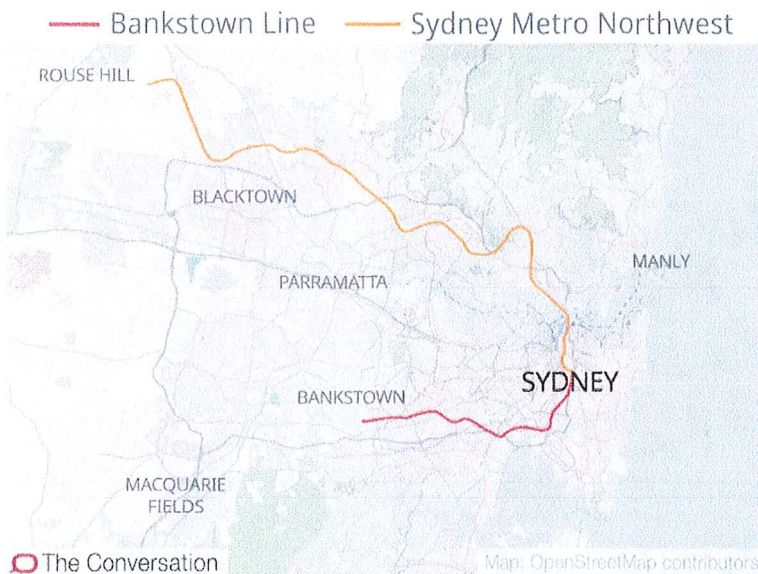 Bankstown Line Sydney Metro Northwest
ROUSE HILL
BLACKTOWN
MANLY
PARRAMATTA
SYDNEY
BANKSTOWN
MACQUARIE
FIELDS
The Conversation
Map: OpenStreetMap contributors